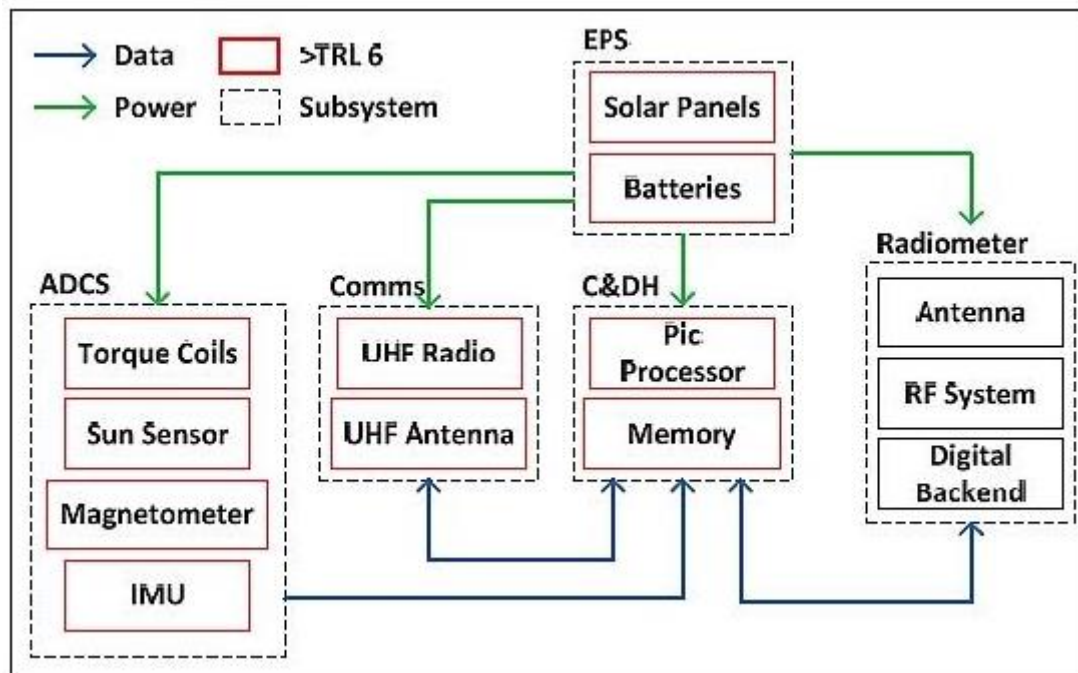 Data
>TRL 6
Power
Subsystem
EPS
Solar Panels
Batteries
ADCS
Torque Coils
Sun Sensor
Magnetometer
IMU
Comms
UHF Radio
UHF Antenna
C&DH
Pic
Processor
Memory
Radiometer
Antenna
RF System
Digital
Backend